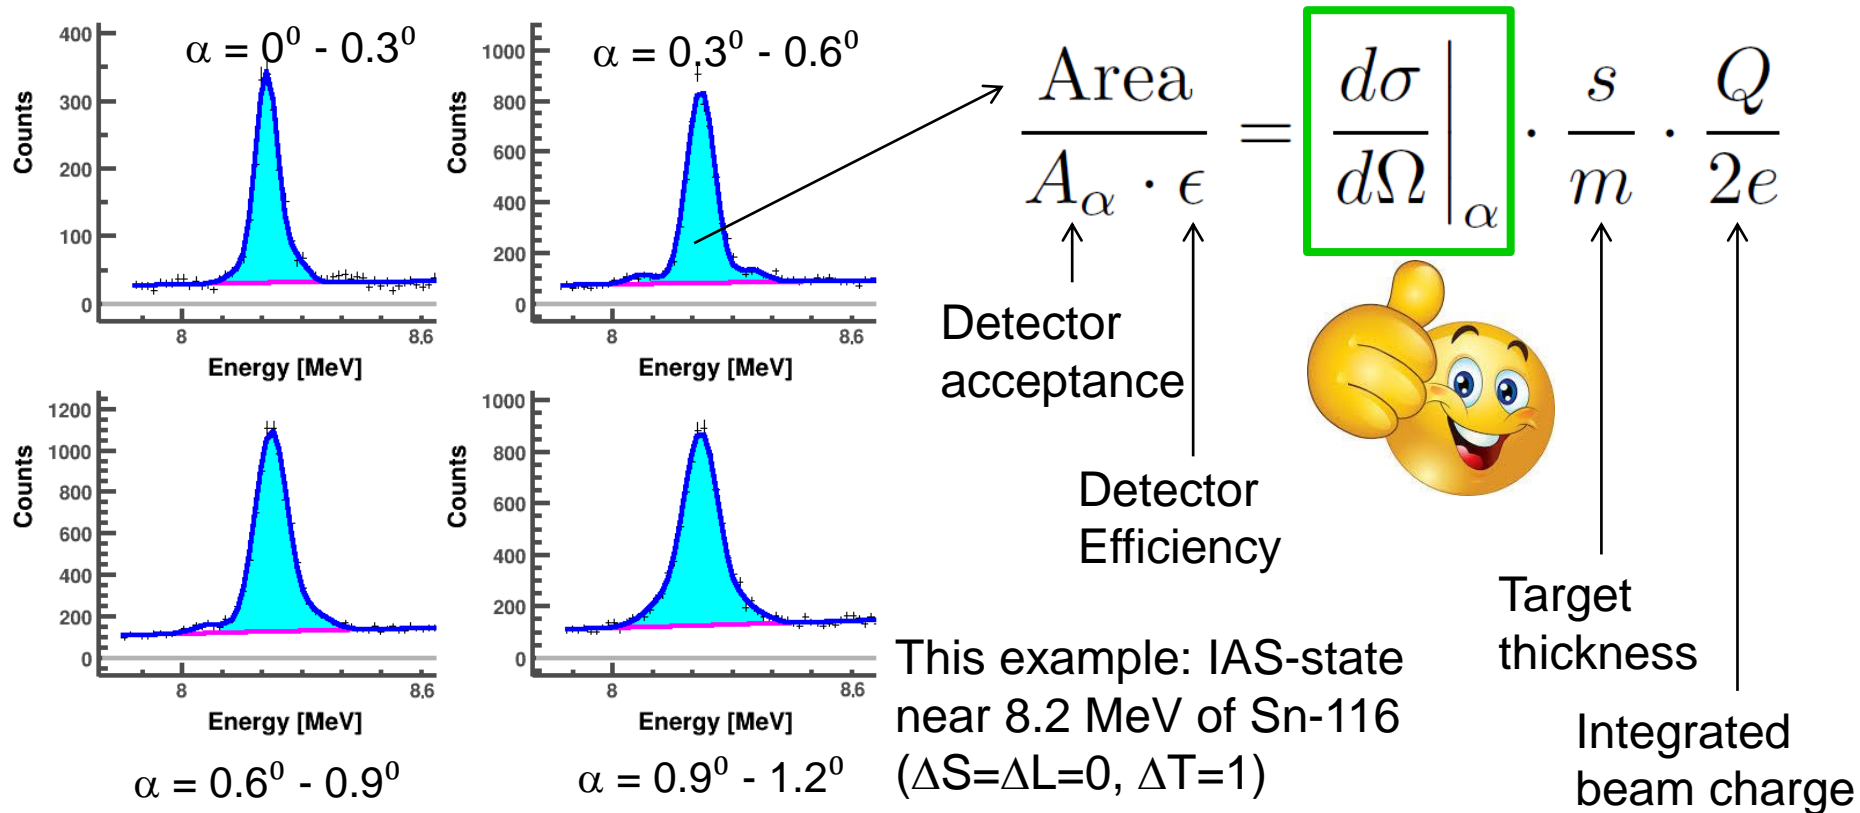 α = 0⁰ - 0.3⁰
400
300
200
100
0
Counts
8
8.6
Energy [MeV]
α = 0.3⁰ - 0.6⁰
1000
800
600
400
200
0
Counts
8
8.6
Energy [MeV]
1200
1000
800
600
400
200
0
Counts
8
8.6
Energy [MeV]
α = 0.6⁰ - 0.9⁰
1000
800
600
400
200
0
Counts
8
8.6
Energy [MeV]
α = 0.9⁰ - 1.2⁰
Area / (A_α · ϵ) = dσ/dΩ |_α · s/m · Q/2e
Detector
acceptance
Detector
Efficiency
Target
thickness
Integrated
beam charge
This example: IAS-state
near 8.2 MeV of Sn-116
(ΔS=ΔL=0, ΔT=1)